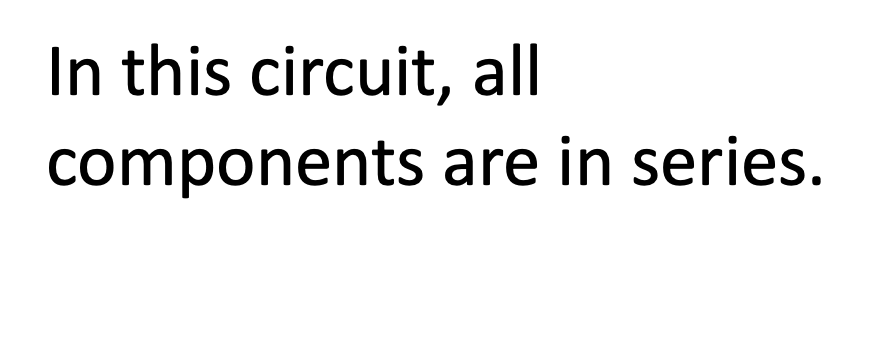 In this circuit, all
components are in series.